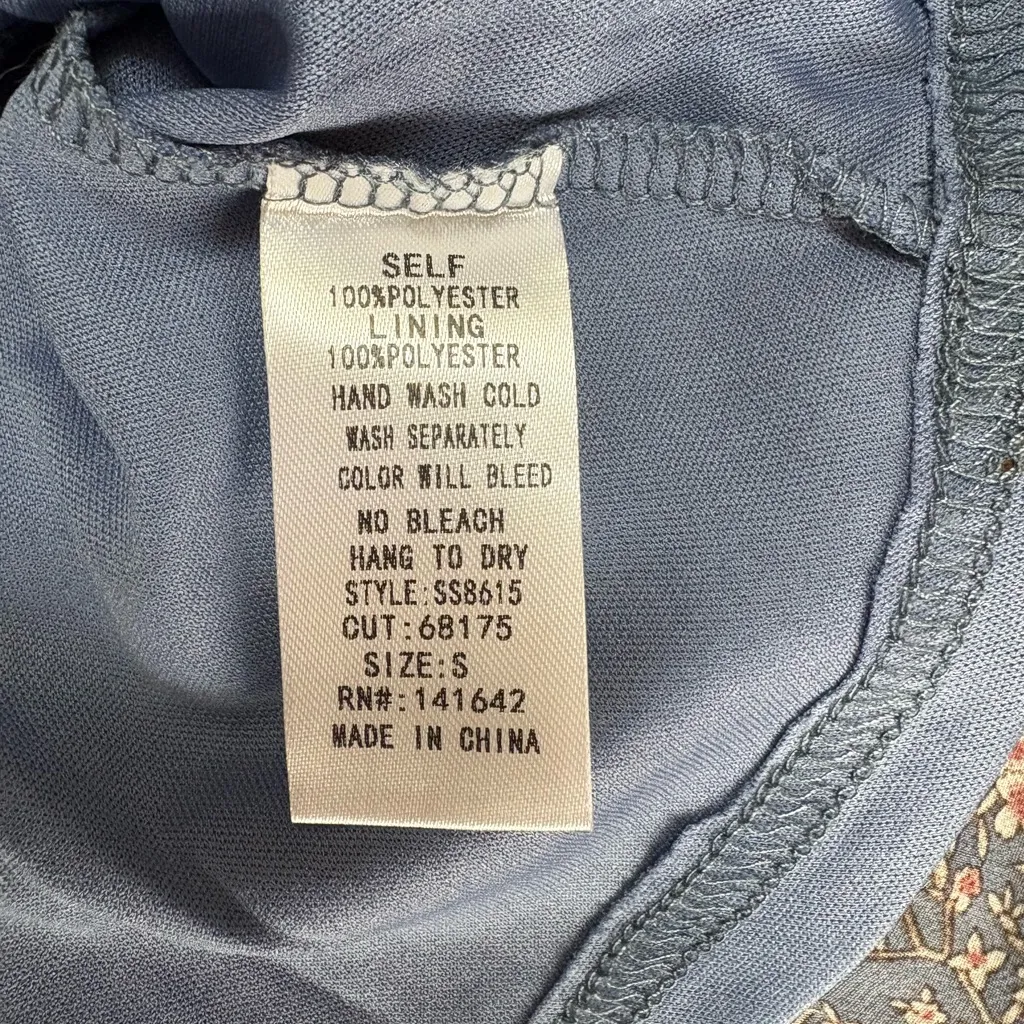 SELF
100%POLYESTER
LINING
100%POLYESTER
HAND WASH COLD
WASH SEPARATELY
COLOR WILL BLEED
NO BLEACH
HANG TO DRY
STYLE:SS8615
CUT:68175
SIZE:S
RN#:141642
MADE IN CHINA